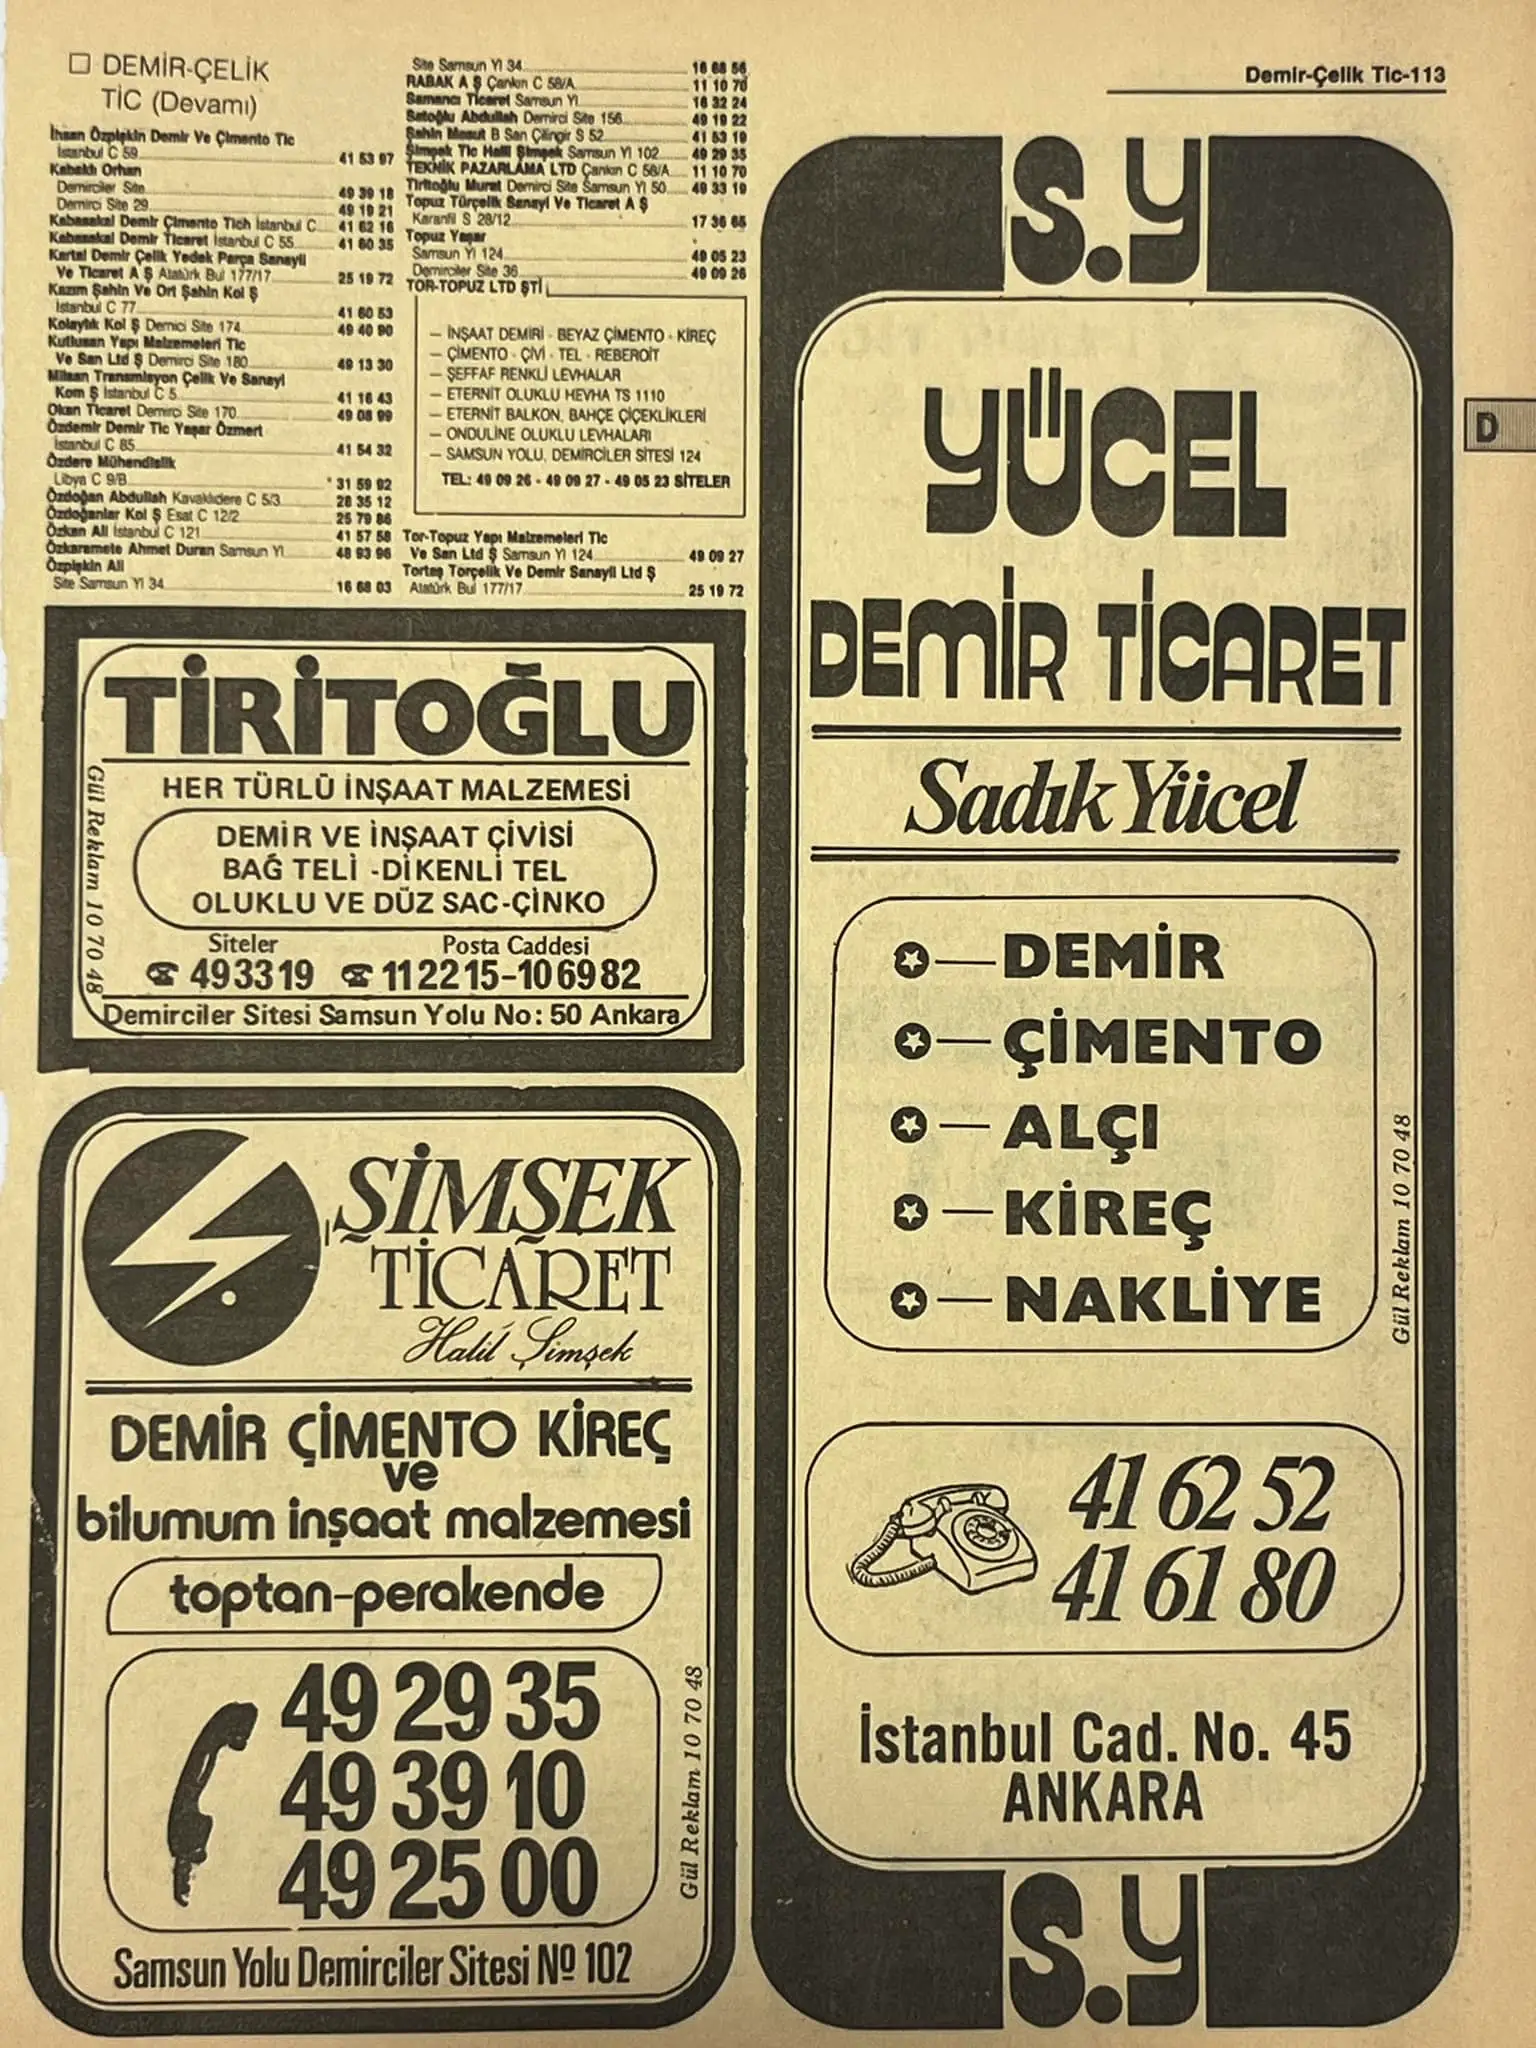 Demir-Çelik Tic-113
□ DEMİR-ÇELİK
TİC (Devamı)
İhsan Özpişkin Demir Ve Çimento Tic
İstanbul C 59 41 53 97
Kabaklı Orhan
Demirciler Site 49 39 18
Demirci Site 29 49 19 21
Kabasakal Demir Çimento Tich İstanbul C 41 62 16
Kabasakal Demir Ticaret İstanbul C 55 41 60 35
Kartal Demir Çelik Yedek Parça Sanayii
Ve Ticaret A Ş Atatürk Bul 177/17 25 19 72
Kazım Şahin Ve Ort Şahin Kol Ş
İstanbul C 77 41 60 53
Kolaylık Kol Ş Demici Site 174 49 40 90
Kutlusan Yapı Malzemeleri Tic
Ve San Ltd Ş Demirci Site 180 49 13 30
Milsan Transmisyon Çelik Ve Sanayi
Kom Ş İstanbul C 5 41 16 43
Okan Ticaret Demirci Site 170 49 08 99
Özdemir Demir Tic Yaşar Özmert
İstanbul C 85 41 54 32
Özdere Mühendislik
Libya C 9/B * 31 59 92
Özdoğan Abdullah Kavaklıdere C 5/3 28 35 12
Özdoğanlar Kol Ş Esat C 12/2 25 79 86
Özkan Ali İstanbul C 121 41 57 58
Özkaramete Ahmet Duran Samsun Yl 48 93 96
Özpişkin Ali
Site Samsun Yl 34 16 68 03
Site Samsun Yl 34 16 68 56
RABAK A Ş Çankırı C 58/A 11 10 70
Samancı Ticaret Samsun Yl 16 32 24
Satoğlu Abdullah Demirci Site 156 49 19 22
Şahin Mesut B San Çilingir S 52 41 53 19
Şimşek Tic Halil Şimşek Samsun Yl 102 49 29 35
TEKNİK PAZARLAMA LTD Çankırı C 58/A 11 10 70
Tiritoğlu Murat Demirci Site Samsun Yl 50 49 33 19
Topuz Türçelik Sanayi Ve Ticaret A Ş
Karanfil S 28/12 17 36 65
Topuz Yaşar
Samsun Yl 124 49 05 23
Demirciler Site 36 49 09 26
TOR-TOPUZ LTD ŞTİ
— İNŞAAT DEMİRİ - BEYAZ ÇİMENTO - KİREÇ
— ÇİMENTO - ÇİVİ - TEL - REBEROİT
— ŞEFFAF RENKLİ LEVHALAR
— ETERNİT OLUKLU HEVHA TS 1110
— ETERNİT BALKON, BAHÇE ÇİÇEKLİKLERİ
— ONDULİNE OLUKLU LEVHALARI
— SAMSUN YOLU, DEMİRCİLER SİTESİ 124
TEL: 49 09 26 - 49 09 27 - 49 05 23 SİTELER
Tor-Topuz Yapı Malzemeleri Tic
Ve San Ltd Ş Samsun Yl 124 49 09 27
Tortaş Torçelik Ve Demir Sanayii Ltd Ş
Atatürk Bul 177/17 25 19 72
TİRİTOĞLU
HER TÜRLÜ İNŞAAT MALZEMESİ
DEMİR VE İNŞAAT ÇİVİSİ
BAĞ TELİ -DİKENLİ TEL
OLUKLU VE DÜZ SAC-ÇİNKO
Siteler Posta Caddesi
☎ 493319 ☎ 112215-106982
Demirciler Sitesi Samsun Yolu No: 50 Ankara
Gül Reklam 10 70 48
ŞİMŞEK
TİCARET
Halil Şimşek
DEMİR ÇİMENTO KİREÇ
ve
bilumum inşaat malzemesi
toptan-perakende
49 29 35
49 39 10
49 25 00
Gül Reklam 10 70 48
Samsun Yolu Demirciler Sitesi Nº 102
S.Y
YÜCEL
DEMİR TİCARET
Sadık Yücel
DEMİR
ÇİMENTO
ALÇI
KİREÇ
NAKLİYE
Gül Reklam 10 70 48
41 62 52
41 61 80
İstanbul Cad. No. 45
ANKARA
S.Y
D